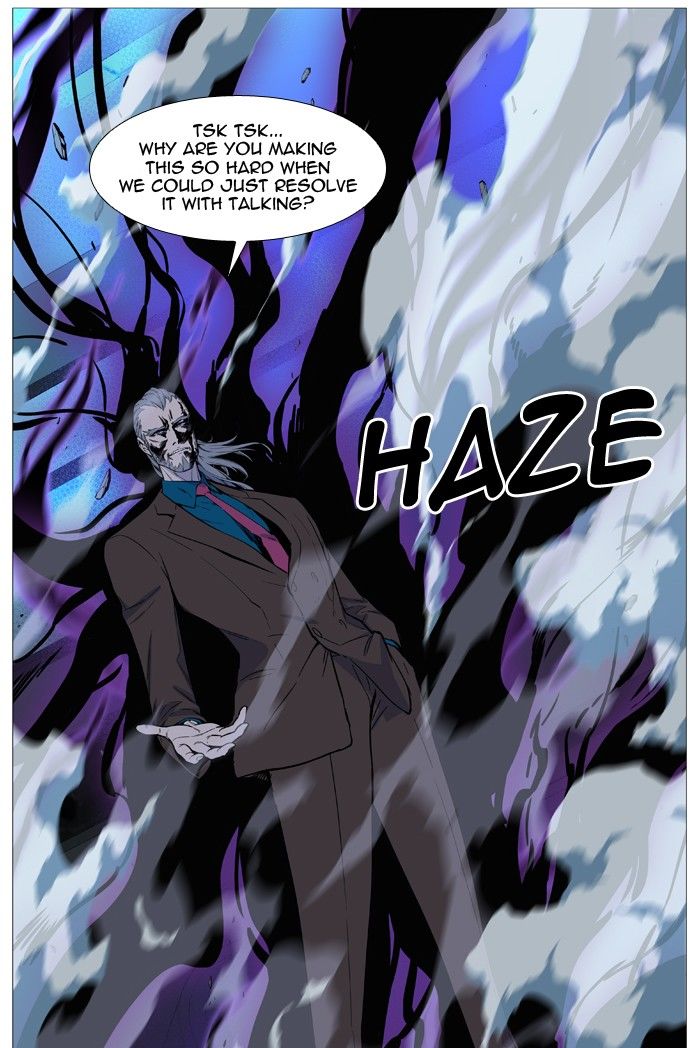 TSK TSK...
WHY ARE YOU MAKING
THIS SO HARD WHEN
WE COULD JUST RESOLVE
IT WITH TALKING?
HAZE